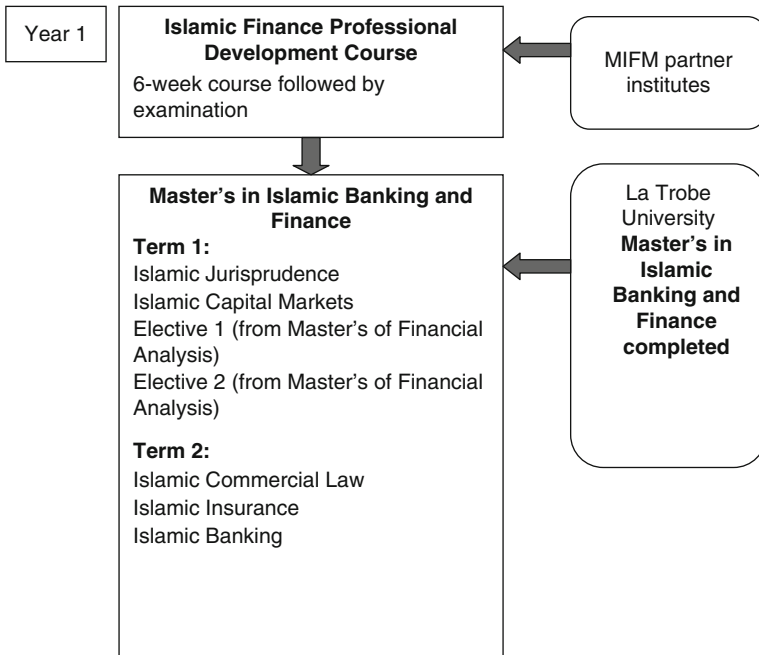 Year 1
Islamic Finance Professional
Development Course
6-week course followed by
examination
MIFM partner
institutes
Master's in Islamic Banking and
Finance
Term 1:
Islamic Jurisprudence
Islamic Capital Markets
Elective 1 (from Master's of Financial
Analysis)
Elective 2 (from Master's of Financial
Analysis)
Term 2:
Islamic Commercial Law
Islamic Insurance
Islamic Banking
La Trobe
University
Master's in
Islamic
Banking and
Finance
completed